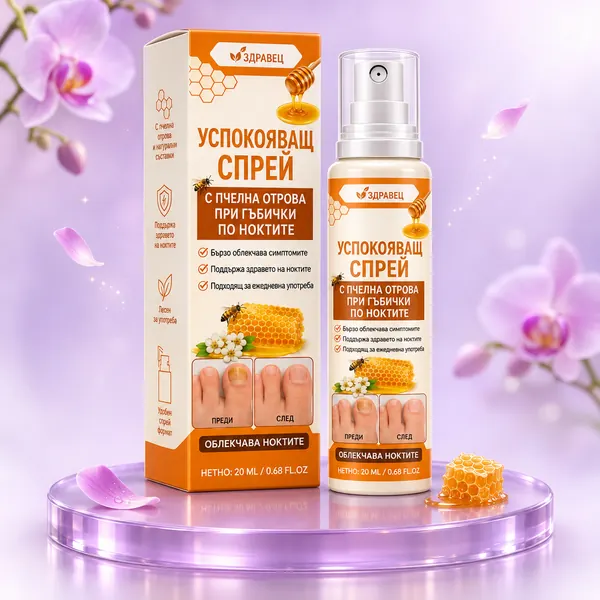 ЗДРАВЕЦ
УСПОКОЯВАЩ
СПРЕЙ
С ПЧЕЛНА ОТРОВА
ПРИ ГЪБИЧКИ
ПО НОКТИТЕ
Бързо облекчава симптомите
Поддържа здравето на ноктите
Подходящ за ежедневна употреба
ПРЕДИ
СЛЕД
ОБЛЕКЧАВА НОКТИТЕ
НЕТНО: 20 ML / 0.68 FL.OZ
С пчелна
отрова
и натурални
съставки
Поддържа
здравето
на ноктите
Лесен
за употреба
Удобен
спрей
формат
ЗДРАВЕЦ
УСПОКОЯВАЩ
СПРЕЙ
С ПЧЕЛНА ОТРОВА
ПРИ ГЪБИЧКИ
ПО НОКТИТЕ
Бързо облекчава симптомите
Поддържа здравето на ноктите
Подходящ за ежедневна употреба
ПРЕДИ
СЛЕД
ОБЛЕКЧАВА НОКТИТЕ
НЕТНО: 20 ML / 0.68 FL.OZ